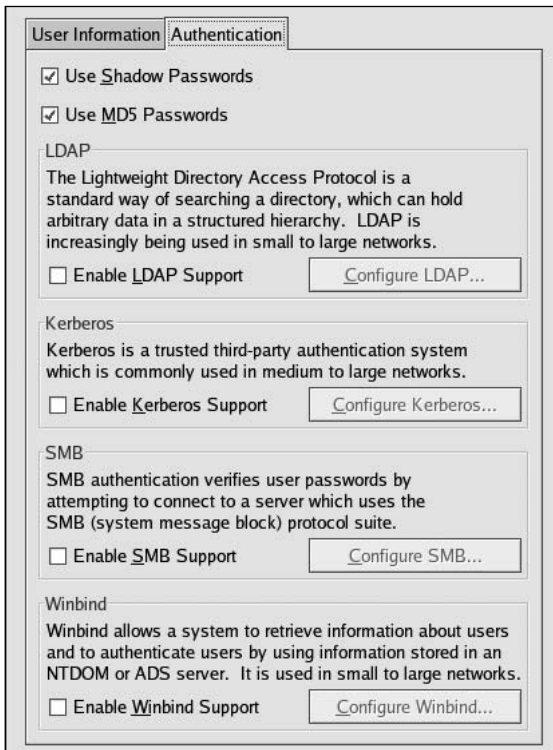 User Information Authentication
Use Shadow Passwords
Use MD5 Passwords
LDAP
The Lightweight Directory Access Protocol is a
standard way of searching a directory, which can hold
arbitrary data in a structured hierarchy. LDAP is
increasingly being used in small to large networks.
Enable LDAP Support Configure LDAP...
Kerberos
Kerberos is a trusted third-party authentication system
which is commonly used in medium to large networks.
Enable Kerberos Support Configure Kerberos...
SMB
SMB authentication verifies user passwords by
attempting to connect to a server which uses the
SMB (system message block) protocol suite.
Enable SMB Support Configure SMB...
Winbind
Winbind allows a system to retrieve information about users
and to authenticate users by using information stored in an
NTDOM or ADS server. It is used in small to large networks.
Enable Winbind Support Configure Winbind...